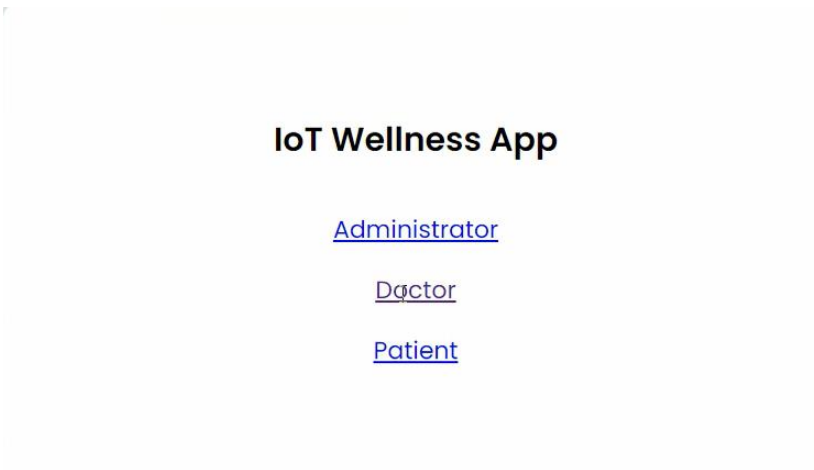 IoT Wellness App
Administrator
Doctor
Patient